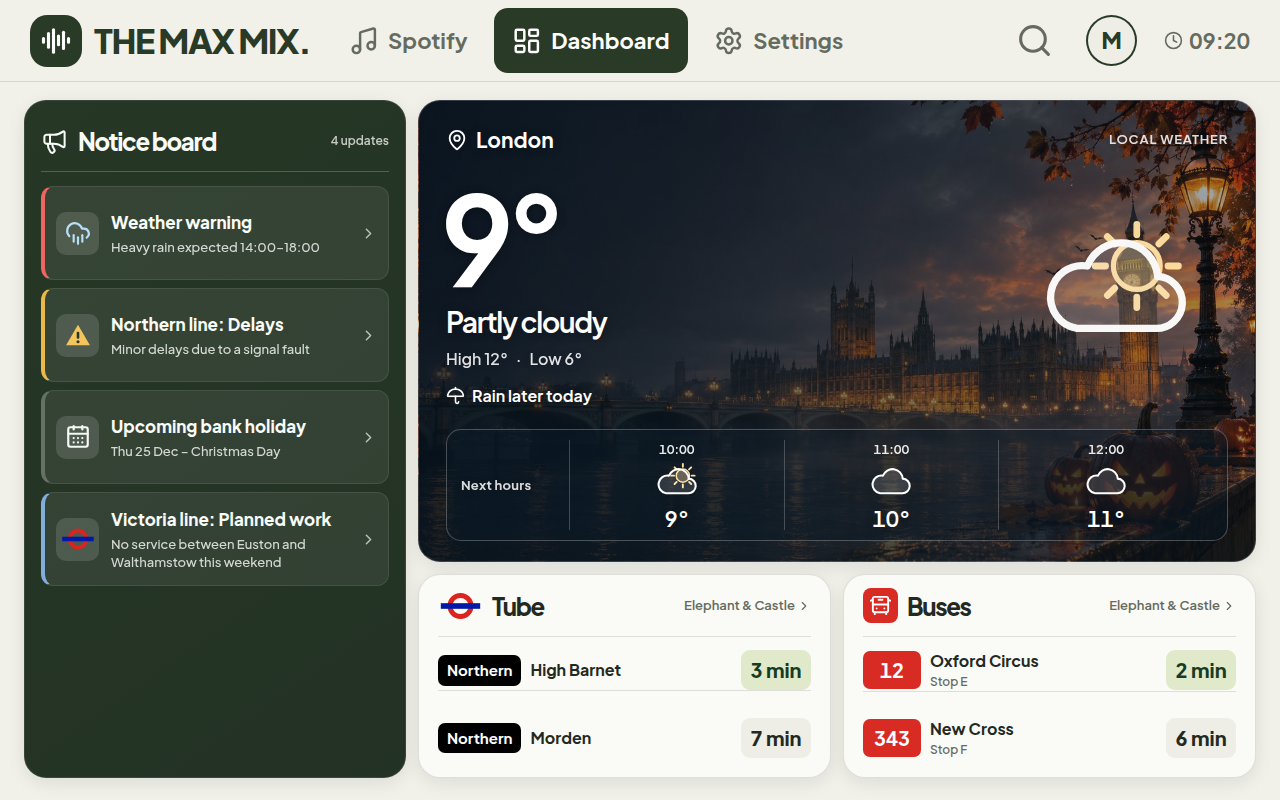 THE MAX MIX.
Spotify
Dashboard
Settings
M
09:20
Notice board
4 updates
Weather warning
Heavy rain expected 14:00–18:00
Northern line: Delays
Minor delays due to a signal fault
Upcoming bank holiday
Thu 25 Dec – Christmas Day
Victoria line: Planned work
No service between Euston and
Walthamstow this weekend
London
LOCAL WEATHER
9°
Partly cloudy
High 12° · Low 6°
Rain later today
Next hours
10:00
9°
11:00
10°
12:00
11°
Tube
Elephant & Castle
Northern
High Barnet
3 min
Northern
Morden
7 min
Buses
Elephant & Castle
12
Oxford Circus
Stop E
2 min
343
New Cross
Stop F
6 min